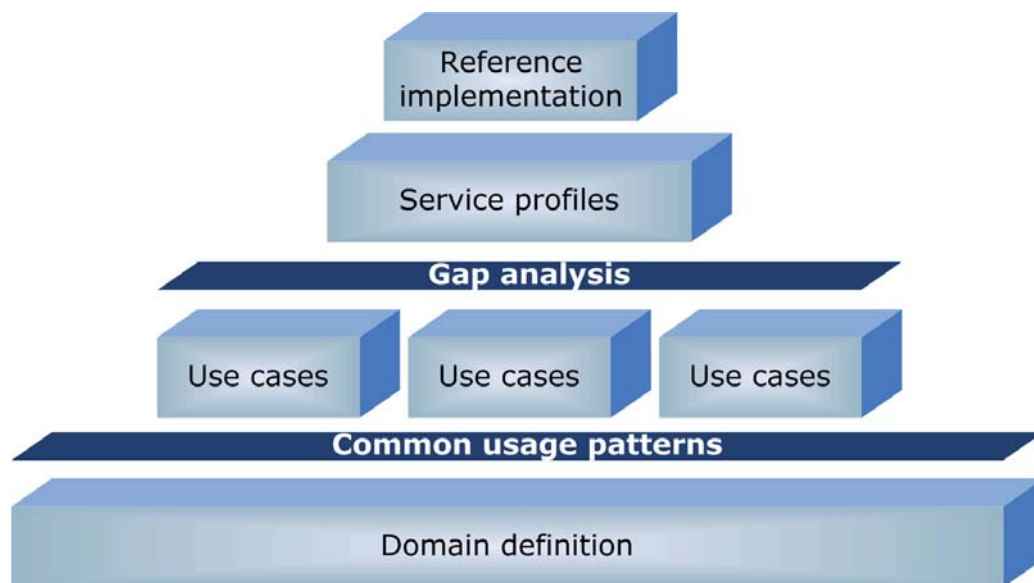 Reference
implementation
Service profiles
Gap analysis
Use cases
Use cases
Use cases
Common usage patterns
Domain definition